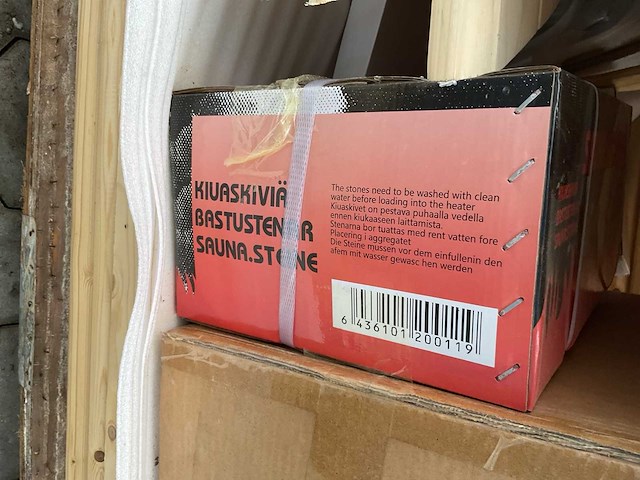 KIUASKIVIÄ
BASTUSTENAR
SAUNA.STEINE
The stones need to be washed with clean
water before loading into the heater
Kiuaskivet on pestava puhaalla vedella
ennen kiukaaseen laittamista.
Stenarna bor tuattas med rent vatten fore
Placering i aggregatet
Die Steine mussen vor dem einfullenin den
afem mit wasser gewasc hen werden
6 436101 200119